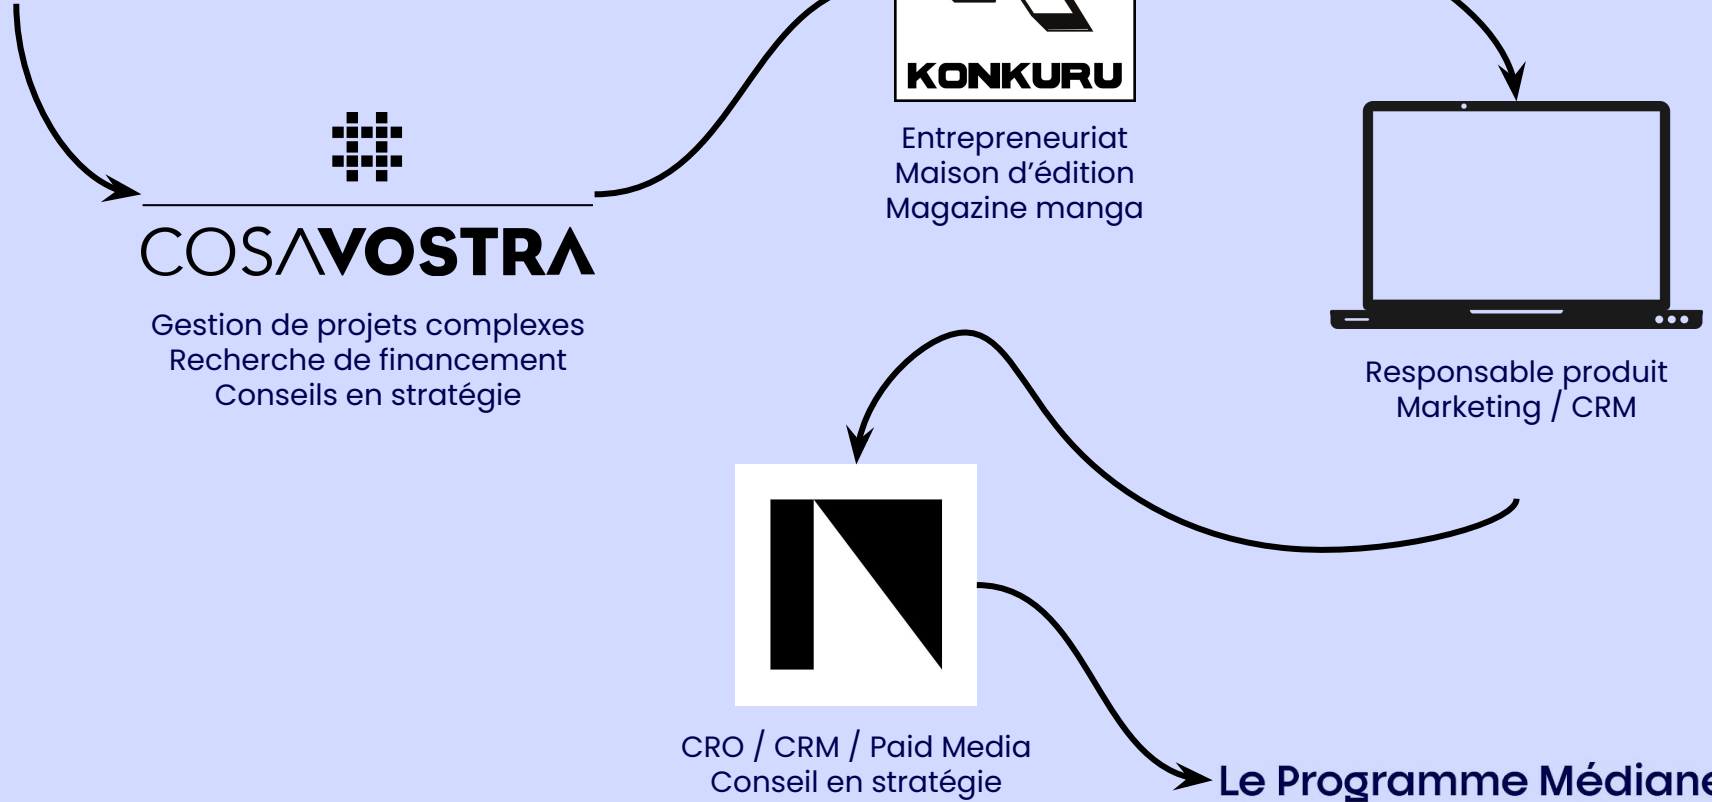 KONKURU
Entrepreneuriat
Maison d’édition
Magazine manga
COSAVOSTRA
Gestion de projets complexes
Recherche de financement
Conseils en stratégie
Responsable produit
Marketing / CRM
N
CRO / CRM / Paid Media
Conseil en stratégie
Le Programme Médiane